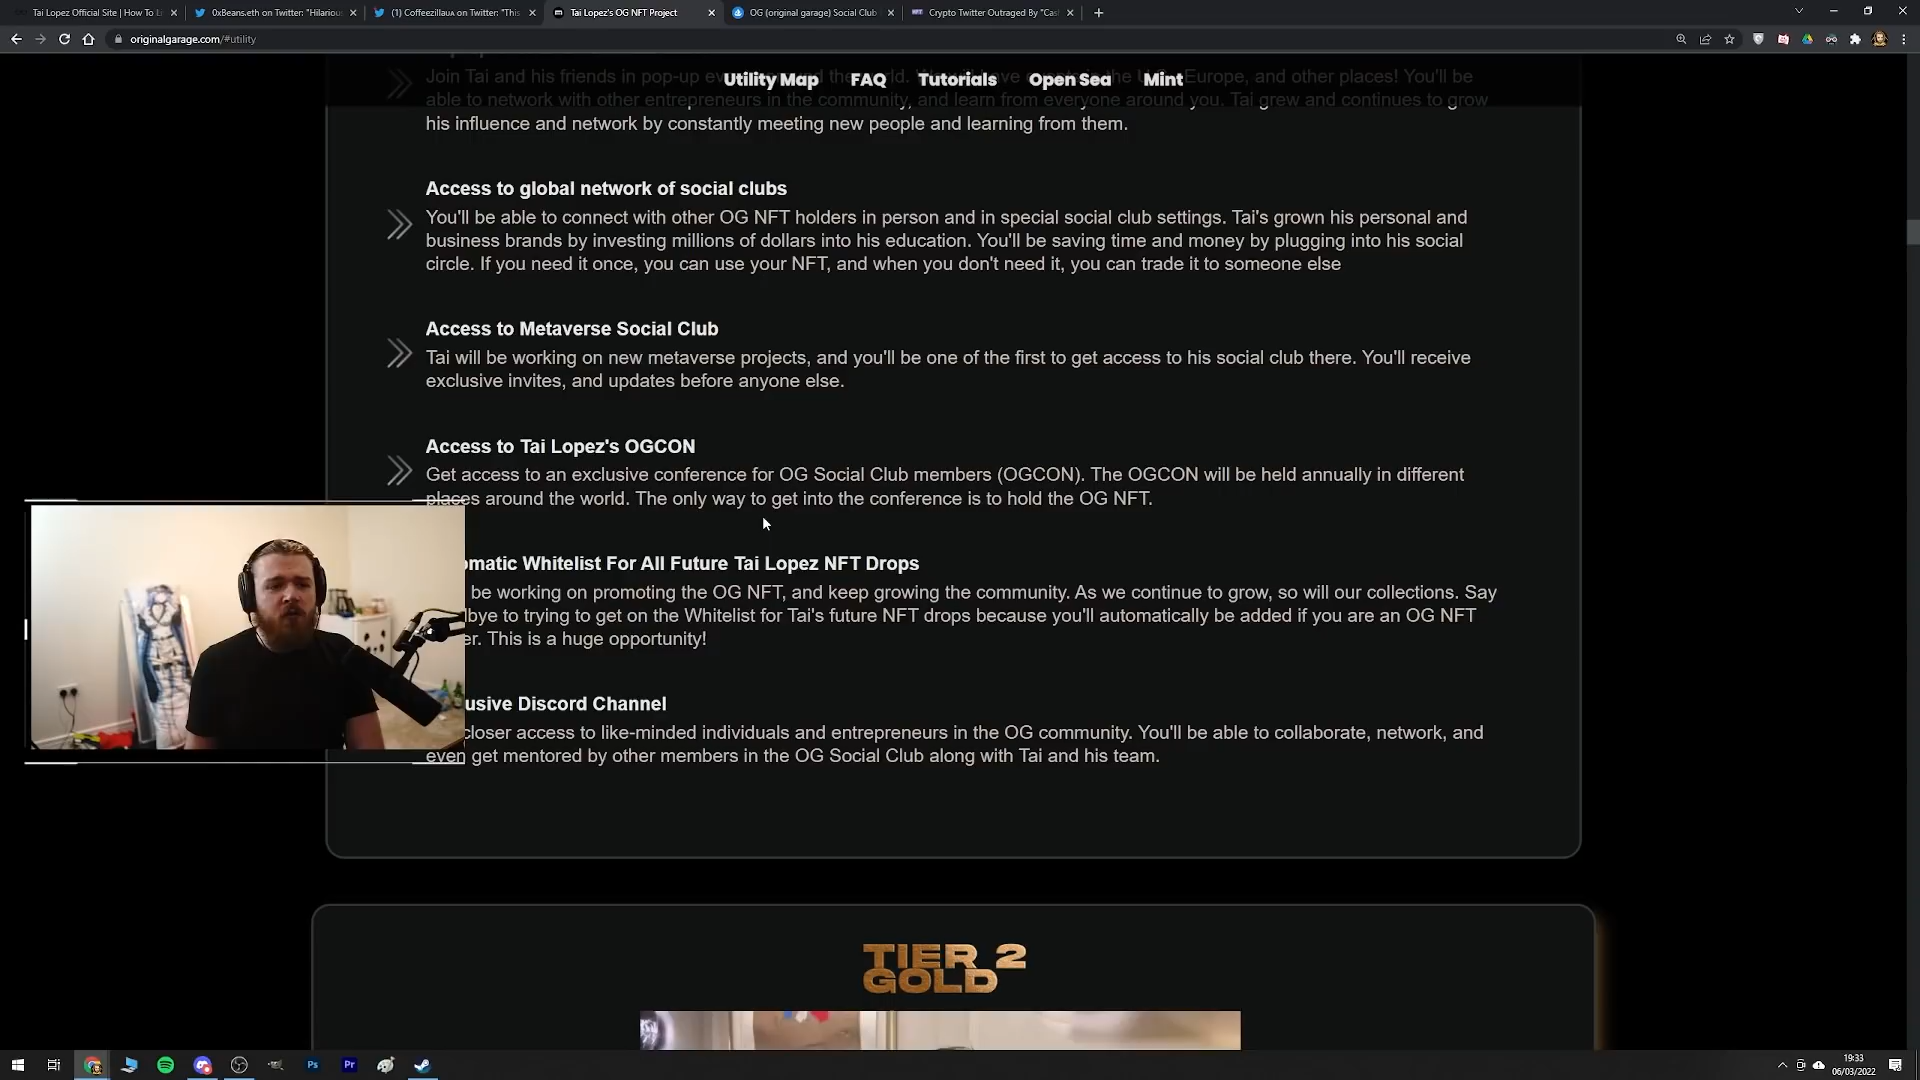 Tai Lopez Official Site | How To E
0xBeans.eth on Twitter: "Hilariou
(1) Coffeezillaᴜᴀ on Twitter: "This
Tai Lopez's OG NFT Project
OG (original garage) Social Club
Crypto Twitter Outraged By "Cas
originalgarage.com/#utility
Utility Map FAQ Tutorials Open Sea Mint
Join Tai and his friends in pop-up
Europe, and other places! You'll be
able to network with other entrepreneurs in the community, and learn from everyone around you. Tai grew and continues to grow
his influence and network by constantly meeting new people and learning from them.
Access to global network of social clubs
You'll be able to connect with other OG NFT holders in person and in special social club settings. Tai's grown his personal and
business brands by investing millions of dollars into his education. You'll be saving time and money by plugging into his social
circle. If you need it once, you can use your NFT, and when you don't need it, you can trade it to someone else
Access to Metaverse Social Club
Tai will be working on new metaverse projects, and you'll be one of the first to get access to his social club there. You'll receive
exclusive invites, and updates before anyone else.
Access to Tai Lopez's OGCON
Get access to an exclusive conference for OG Social Club members (OGCON). The OGCON will be held annually in different
places around the world. The only way to get into the conference is to hold the OG NFT.
omatic Whitelist For All Future Tai Lopez NFT Drops
be working on promoting the OG NFT, and keep growing the community. As we continue to grow, so will our collections. Say
bye to trying to get on the Whitelist for Tai's future NFT drops because you'll automatically be added if you are an OG NFT
er. This is a huge opportunity!
usive Discord Channel
closer access to like-minded individuals and entrepreneurs in the OG community. You'll be able to collaborate, network, and
even get mentored by other members in the OG Social Club along with Tai and his team.
TIER 2
GOLD
19:33
06/03/2022